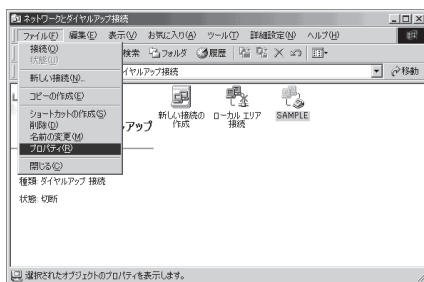 ネットワークとダイヤルアップ接続
ファイル(F) 編集(E) 表示(V) お気に入り(A) ツール(T) 詳細設定(N) ヘルプ(H)
検索 フォルダ 履歴
イヤルアップ接続
移動
接続(O)
状態(U)
新しい接続(N)...
コピーの作成(E)
ショートカットの作成(S)
削除(D)
名前の変更(M)
プロパティ(R)
閉じる(C)
ルアップ
新しい接続の作成
ローカル エリア接続
SAMPLE
種類: ダイヤルアップ 接続
状態: 切断
選択されたオブジェクトのプロパティを表示します。